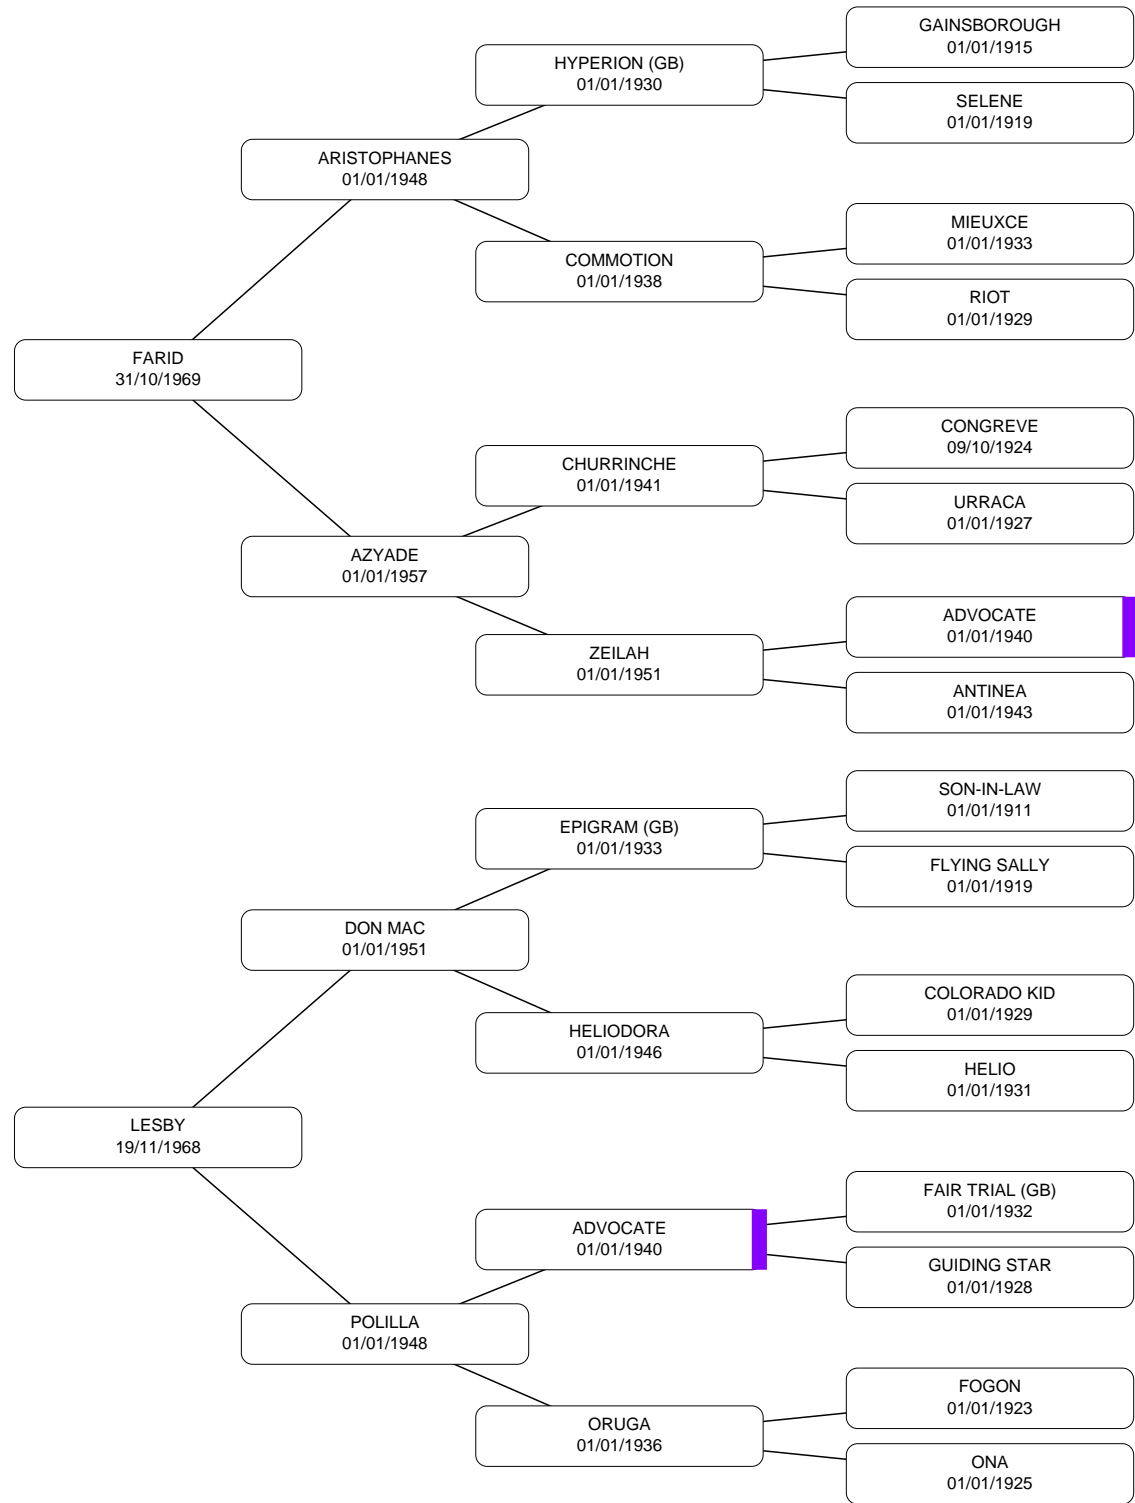 GAINSBOROUGH
01/01/1915
HYPERION (GB)
01/01/1930
SELENE
01/01/1919
ARISTOPHANES
01/01/1948
MIEUXCE
01/01/1933
COMMOTION
01/01/1938
RIOT
01/01/1929
FARID
31/10/1969
CONGREVE
09/10/1924
CHURRINCHE
01/01/1941
URRACA
01/01/1927
AZYADE
01/01/1957
ADVOCATE
01/01/1940
ZEILAH
01/01/1951
ANTINEA
01/01/1943
SON-IN-LAW
01/01/1911
EPIGRAM (GB)
01/01/1933
FLYING SALLY
01/01/1919
DON MAC
01/01/1951
COLORADO KID
01/01/1929
HELIODORA
01/01/1946
HELIO
01/01/1931
LESBY
19/11/1968
FAIR TRIAL (GB)
01/01/1932
ADVOCATE
01/01/1940
GUIDING STAR
01/01/1928
POLILLA
01/01/1948
FOGON
01/01/1923
ORUGA
01/01/1936
ONA
01/01/1925